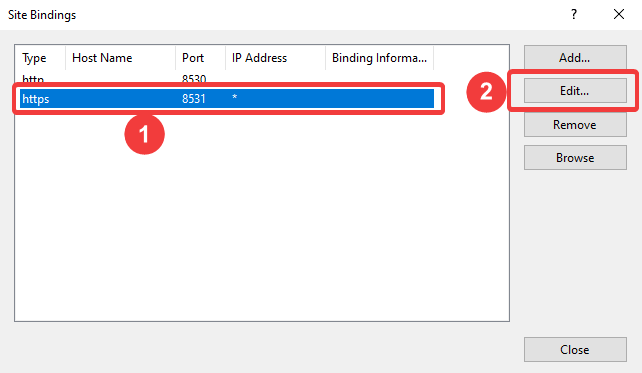 Site Bindings
Type Host Name Port IP Address Binding Informa...
http 8530
https 8531 *
1
2
Add...
Edit...
Remove
Browse
Close